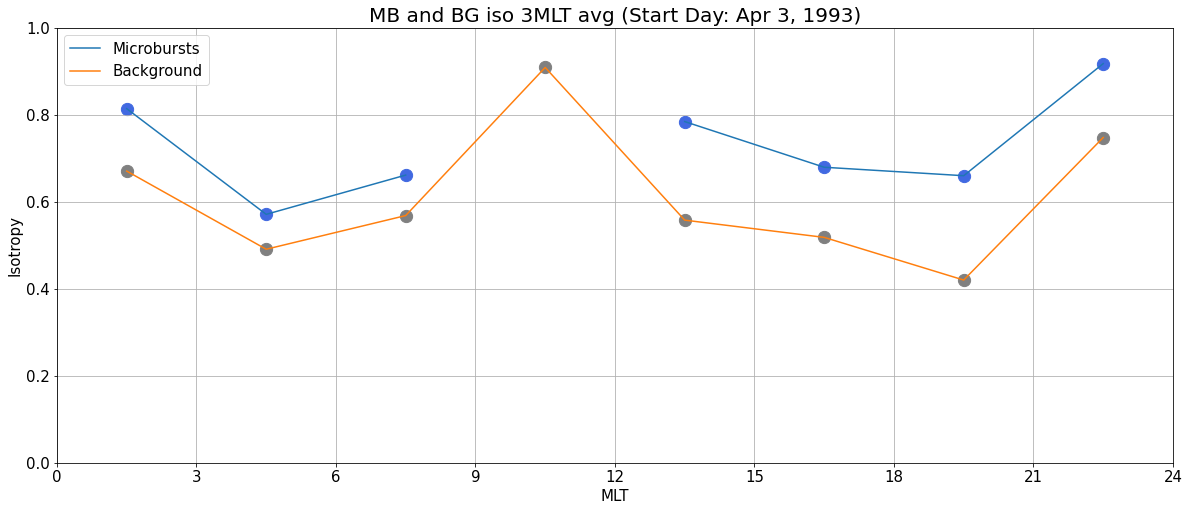 MB and BG iso 3MLT avg (Start Day: Apr 3, 1993)
Microbursts
Background
1.0
0.8
0.6
0.4
0.2
0.0
Isotropy
0 3 6 9 12 15 18 21 24
MLT